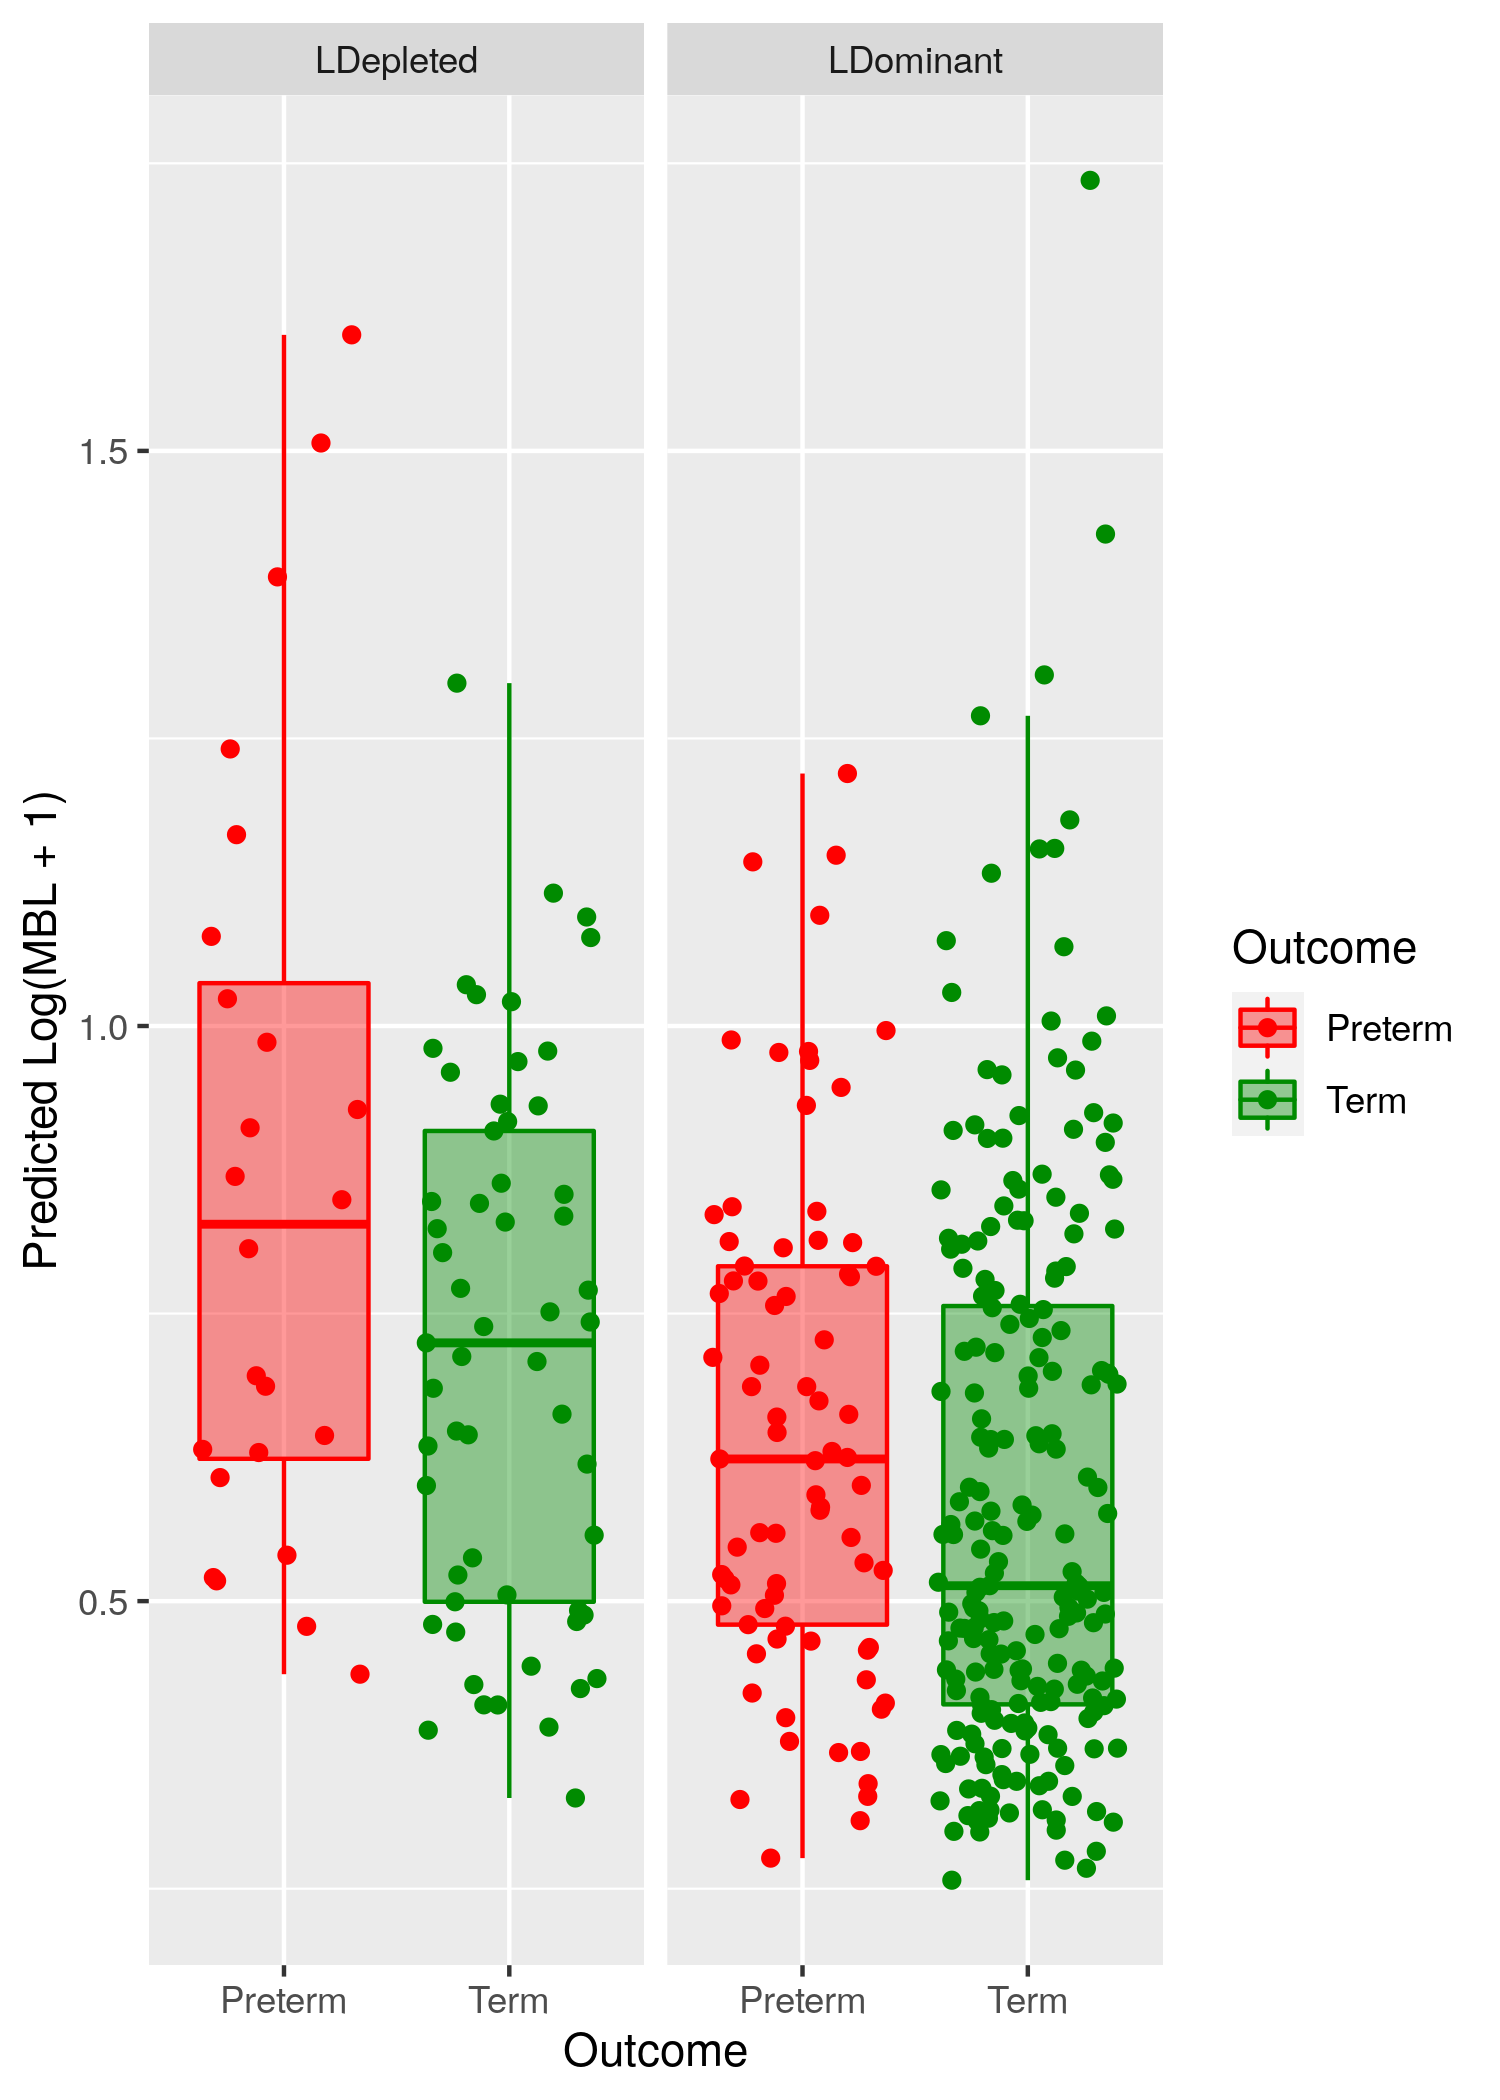 LDepleted LDominant
1.5
1.0
0.5
Predicted Log(MBL + 1)
Preterm Term Preterm Term
Outcome
Outcome
Preterm
Term